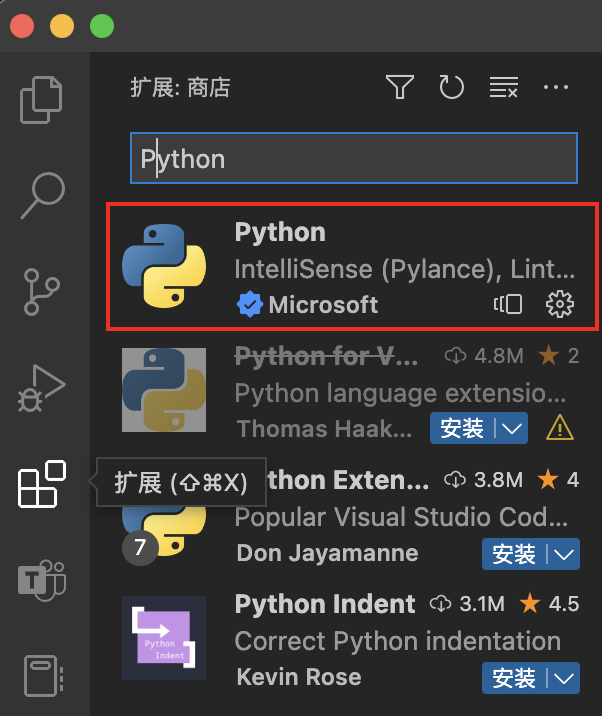 扩展: 商店
Python
Python
IntelliSense (Pylance), Lint...
Microsoft
Python for V... 4.8M 2
Python language extensio...
Thomas Haak... 安装
扩展 (⇧⌘X)
thon Exten... 3.8M 4
Popular Visual Studio Cod...
7
Don Jayamanne 安装
Python Indent 3.1M 4.5
Correct Python indentation
Python
Indent
Kevin Rose 安装
T